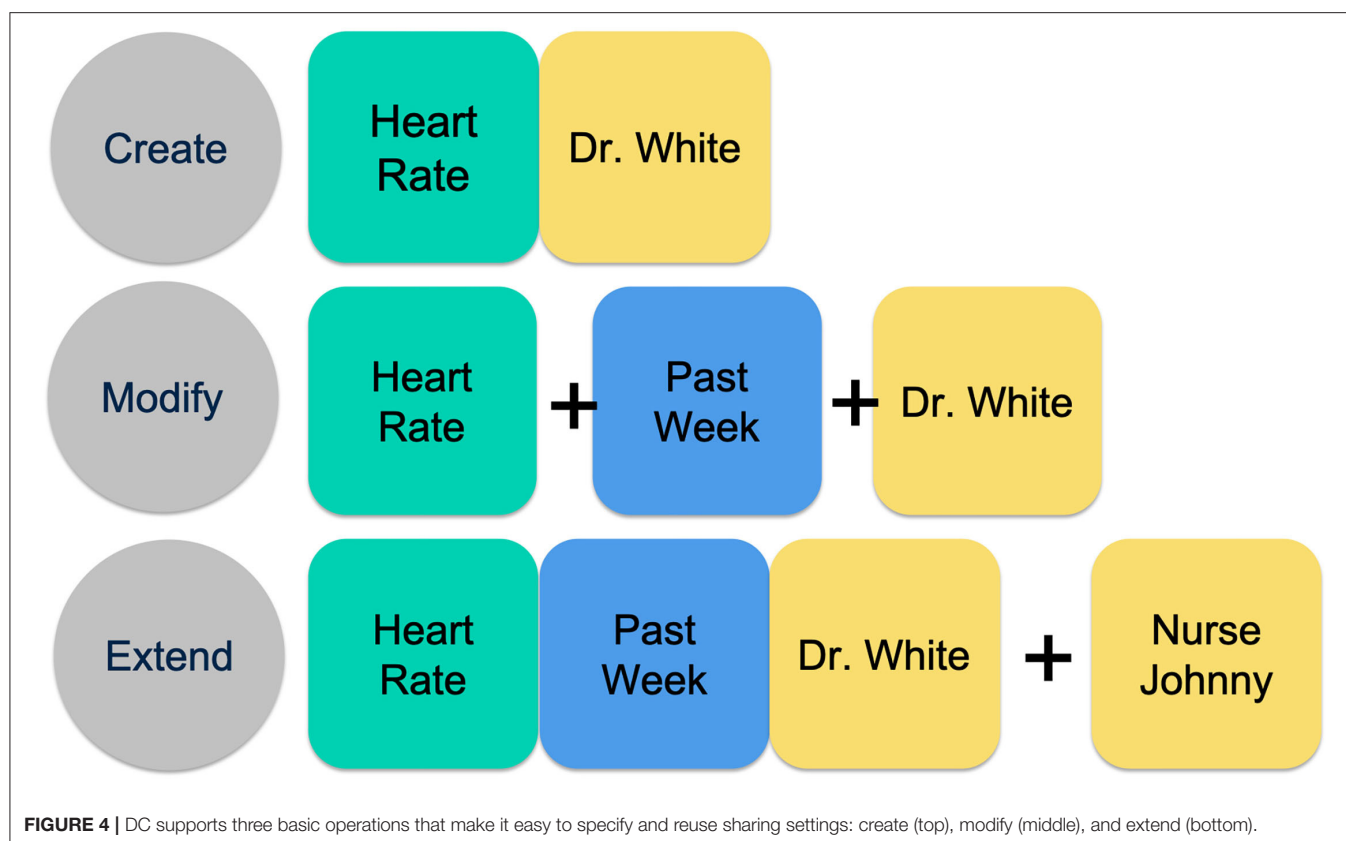 Create
Heart
Rate
Dr. White
Modify
Heart
Rate
+
Past
Week
+
Dr. White
Extend
Heart
Rate
Past
Week
Dr. White
+
Nurse
Johnny
FIGURE 4 | DC supports three basic operations that make it easy to specify and reuse sharing settings: create (top), modify (middle), and extend (bottom).